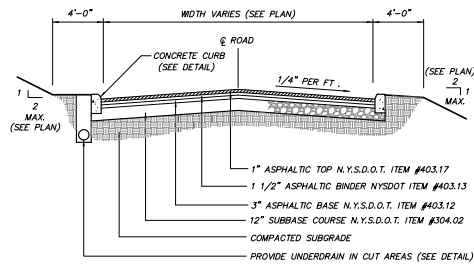 4'-0"
WIDTH VARIES (SEE PLAN)
4'-0"
℄ ROAD
CONCRETE CURB
(SEE DETAIL)
1/4" PER FT.
(SEE PLAN)
2
1
MAX.
1
2
MAX.
(SEE PLAN)
1" ASPHALTIC TOP N.Y.S.D.O.T. ITEM #403.17
1 1/2" ASPHALTIC BINDER NYSDOT ITEM #403.13
3" ASPHALTIC BASE N.Y.S.D.O.T. ITEM #403.12
12" SUBBASE COURSE N.Y.S.D.O.T. ITEM #304.02
COMPACTED SUBGRADE
PROVIDE UNDERDRAIN IN CUT AREAS (SEE DETAIL)